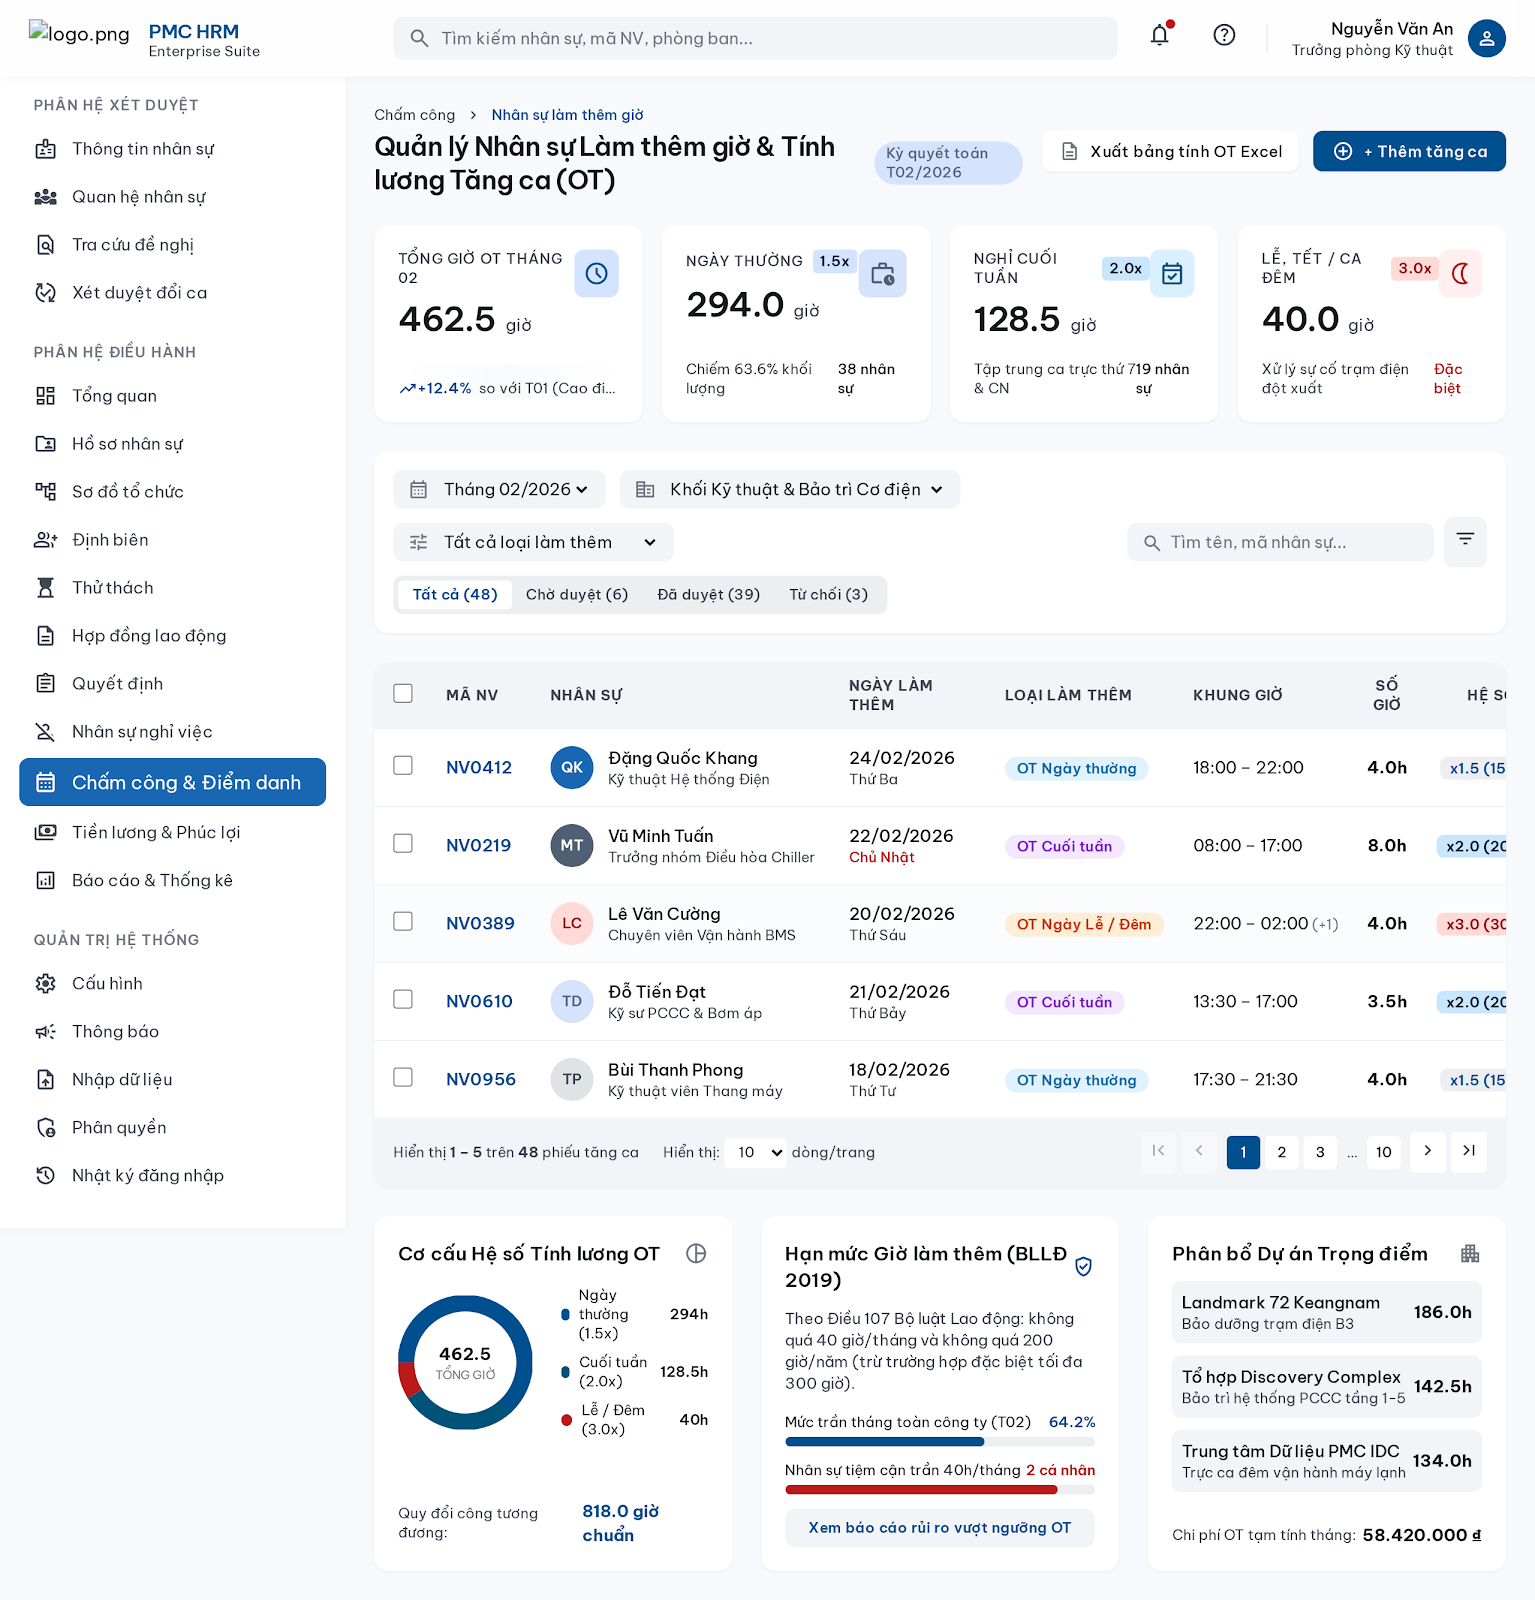 logo.png
PMC HRM
Enterprise Suite
Tìm kiếm nhân sự, mã NV, phòng ban...
Nguyễn Văn An
Trưởng phòng Kỹ thuật
PHÂN HỆ XÉT DUYỆT
Thông tin nhân sự
Quan hệ nhân sự
Tra cứu đề nghị
Xét duyệt đổi ca
PHÂN HỆ ĐIỀU HÀNH
Tổng quan
Hồ sơ nhân sự
Sơ đồ tổ chức
Định biên
Thử thách
Hợp đồng lao động
Quyết định
Nhân sự nghỉ việc
Chấm công & Điểm danh
Tiền lương & Phúc lợi
Báo cáo & Thống kê
QUẢN TRỊ HỆ THỐNG
Cấu hình
Thông báo
Nhập dữ liệu
Phân quyền
Nhật ký đăng nhập
Chấm công > Nhân sự làm thêm giờ
Quản lý Nhân sự Làm thêm giờ & Tính
lương Tăng ca (OT)
Kỳ quyết toán
T02/2026
Xuất bảng tính OT Excel
+ Thêm tăng ca
TỔNG GIỜ OT THÁNG
02
462.5 giờ
+12.4% so với T01 (Cao đi...
NGÀY THƯỜNG 1.5x
294.0 giờ
Chiếm 63.6% khối
lượng
38 nhân
sự
NGHỈ CUỐI
TUẦN
2.0x
128.5 giờ
Tập trung ca trực thứ 7
& CN
19 nhân
sự
LỄ, TẾT / CA
ĐÊM
3.0x
40.0 giờ
Xử lý sự cố trạm điện
đột xuất
Đặc
biệt
Tháng 02/2026
Khối Kỹ thuật & Bảo trì Cơ điện
Tất cả loại làm thêm
Tìm tên, mã nhân sự...
Tất cả (48) Chờ duyệt (6) Đã duyệt (39) Từ chối (3)
MÃ NV NHÂN SỰ NGÀY LÀM THÊM LOẠI LÀM THÊM KHUNG GIỜ SỐ GIỜ HỆ S
NV0412 QK Đặng Quốc Khang 24/02/2026 OT Ngày thường 18:00 – 22:00 4.0h x1.5 (15
Kỹ thuật Hệ thống Điện Thứ Ba
NV0219 MT Vũ Minh Tuấn 22/02/2026 OT Cuối tuần 08:00 – 17:00 8.0h x2.0 (20
Trưởng nhóm Điều hòa Chiller Chủ Nhật
NV0389 LC Lê Văn Cường 20/02/2026 OT Ngày Lễ / Đêm 22:00 – 02:00 (+1) 4.0h x3.0 (30
Chuyên viên Vận hành BMS Thứ Sáu
NV0610 TD Đỗ Tiến Đạt 21/02/2026 OT Cuối tuần 13:30 – 17:00 3.5h x2.0 (20
Kỹ sư PCCC & Bơm áp Thứ Bảy
NV0956 TP Bùi Thanh Phong 18/02/2026 OT Ngày thường 17:30 – 21:30 4.0h x1.5 (15
Kỹ thuật viên Thang máy Thứ Tư
Hiển thị 1 – 5 trên 48 phiếu tăng ca Hiển thị: 10 dòng/trang
1 2 3 ... 10
Cơ cấu Hệ số Tính lương OT
462.5
TỔNG GIỜ
Ngày
thường
(1.5x)
294h
Cuối tuần
(2.0x)
128.5h
Lễ / Đêm
(3.0x)
40h
Quy đổi công tương
đương:
818.0 giờ
chuẩn
Hạn mức Giờ làm thêm (BLLĐ
2019)
Theo Điều 107 Bộ luật Lao động: không
quá 40 giờ/tháng và không quá 200
giờ/năm (trừ trường hợp đặc biệt tối đa
300 giờ).
Mức trần tháng toàn công ty (T02) 64.2%
Nhân sự tiệm cận trần 40h/tháng 2 cá nhân
Xem báo cáo rủi ro vượt ngưỡng OT
Phân bổ Dự án Trọng điểm
Landmark 72 Keangnam
Bảo dưỡng trạm điện B3
186.0h
Tổ hợp Discovery Complex
Bảo trì hệ thống PCCC tầng 1-5
142.5h
Trung tâm Dữ liệu PMC IDC
Trực ca đêm vận hành máy lạnh
134.0h
Chi phí OT tạm tính tháng: 58.420.000 ₫